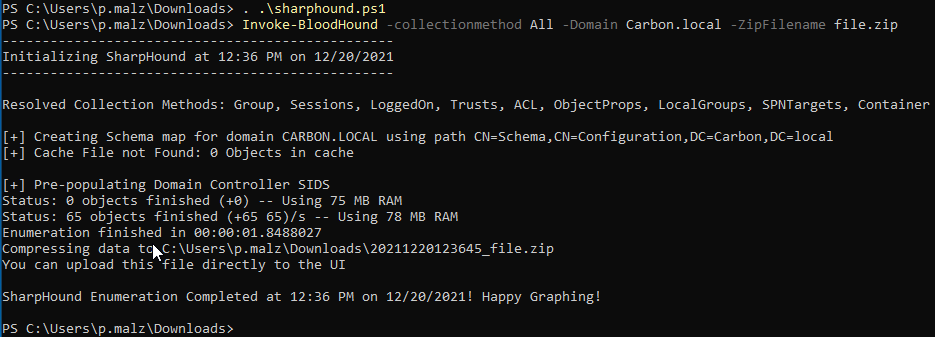 PS C:\Users\p.malz\Downloads> . .\sharphound.ps1
PS C:\Users\p.malz\Downloads> Invoke-BloodHound -collectionmethod All -Domain Carbon.local -ZipFilename file.zip
-------------------------------------------------
Initializing SharpHound at 12:36 PM on 12/20/2021
-------------------------------------------------
Resolved Collection Methods: Group, Sessions, LoggedOn, Trusts, ACL, ObjectProps, LocalGroups, SPNTargets, Container
[+] Creating Schema map for domain CARBON.LOCAL using path CN=Schema,CN=Configuration,DC=Carbon,DC=local
[+] Cache File not Found: 0 Objects in cache
[+] Pre-populating Domain Controller SIDS
Status: 0 objects finished (+0) -- Using 75 MB RAM
Status: 65 objects finished (+65 65)/s -- Using 78 MB RAM
Enumeration finished in 00:00:01.8488027
Compressing data to C:\Users\p.malz\Downloads\20211220123645_file.zip
You can upload this file directly to the UI
SharpHound Enumeration Completed at 12:36 PM on 12/20/2021! Happy Graphing!
PS C:\Users\p.malz\Downloads>